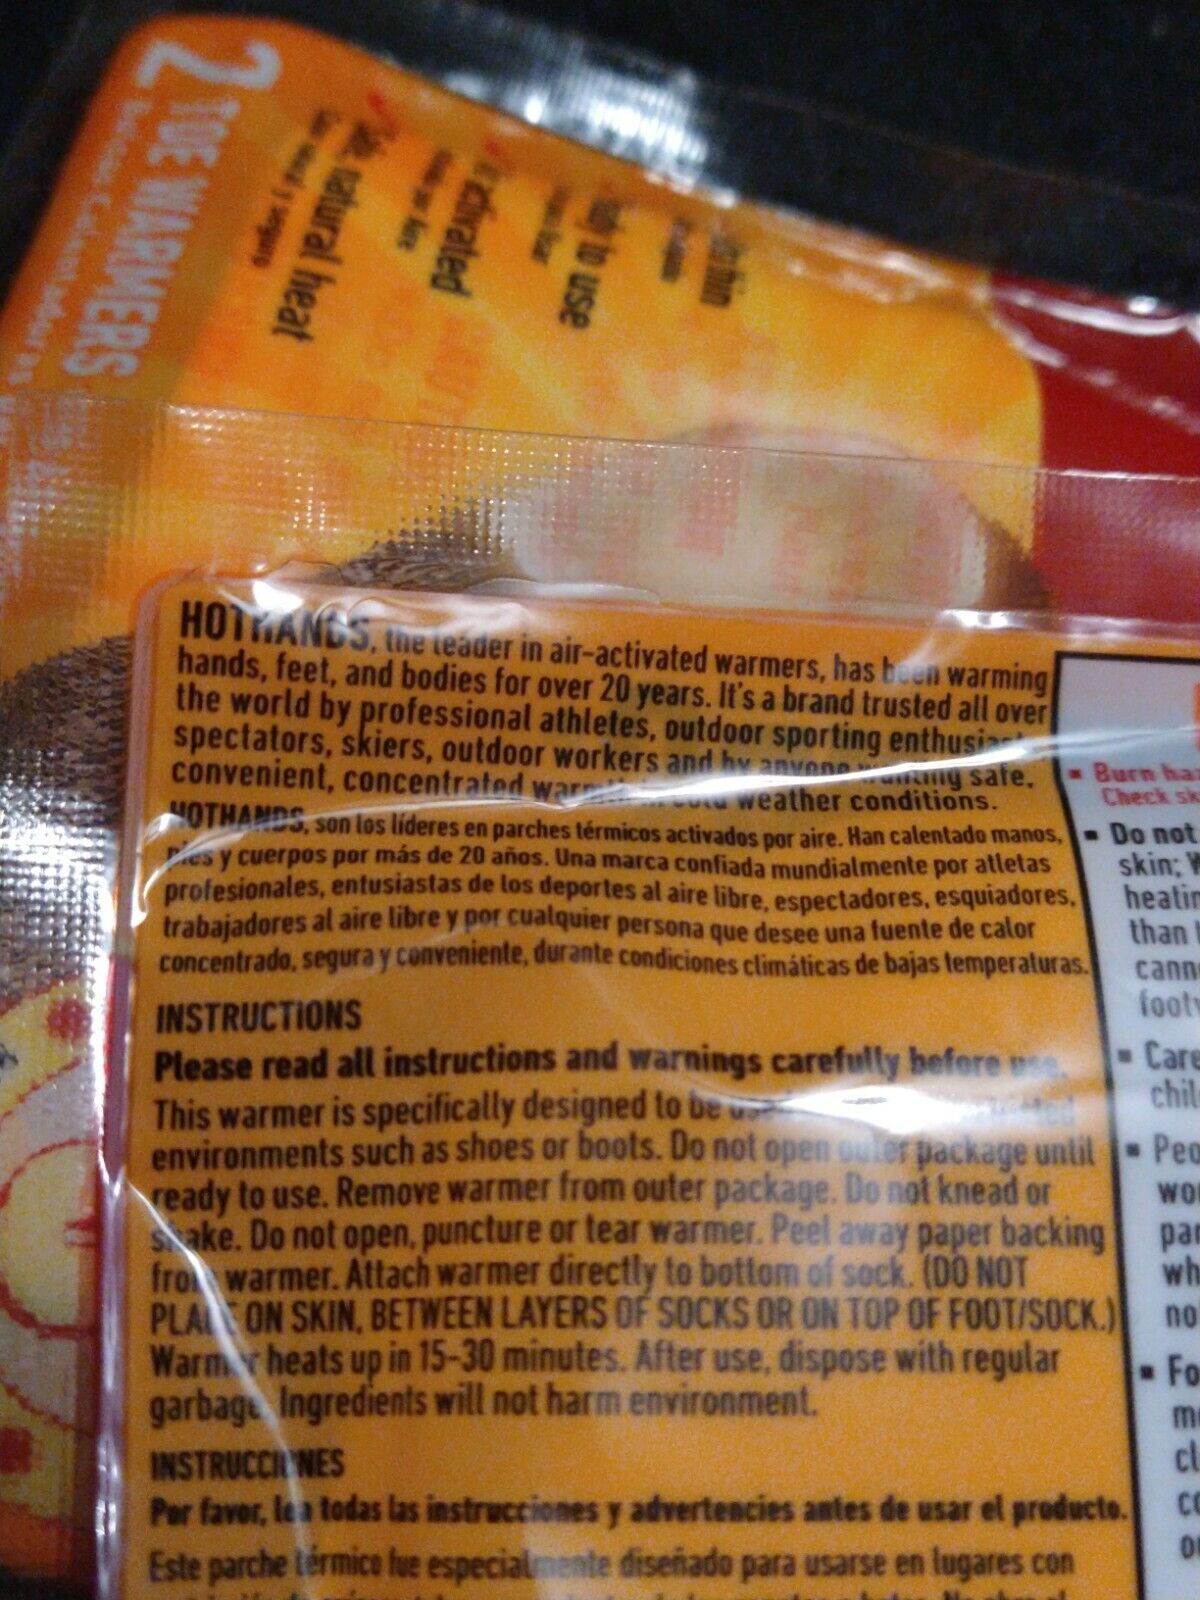 2 TOE WARMERS
Safe, natural heat
Calor natural y seguro
activated
to use
thin
HOTHANDS, the leader in air-activated warmers, has been warming
hands, feet, and bodies for over 20 years. It's a brand trusted all over
the world by professional athletes, outdoor sporting
spectators, skiers, outdoor workers and by anyone wanting safe,
convenient, concentrated weather conditions.
HOTHANDS, son los líderes en parches térmicos activados por aire. Han calentado manos,
pies y cuerpos por más de 20 años. Una marca confiada mundialmente por atletas
profesionales, entusiastas de los deportes al aire libre, espectadores, esquiadores,
trabajadores al aire libre y por cualquier persona que desee una fuente de calor
concentrado, segura y conveniente, durante condiciones climáticas de bajas temperaturas.
INSTRUCTIONS
Please read all instructions and warnings carefully before use.
This warmer is specifically designed to be
environments such as shoes or boots. Do not open outer package until
ready to use. Remove warmer from outer package. Do not knead or
shake. Do not open, puncture or tear warmer. Peel away paper backing
from warmer. Attach warmer directly to bottom of sock. (DO NOT
PLACE ON SKIN, BETWEEN LAYERS OF SOCKS OR ON TOP OF FOOT/SOCK.)
Warmer heats up in 15-30 minutes. After use, dispose with regular
garbage. Ingredients will not harm environment.
INSTRUCCIONES
Por favor, lea todas las instrucciones y advertencies antes de usar el producto.
Este parche térmico fue especialmente diseñado para usarse en lugares con
▪ Burn
Check
▪ Do not
skin;
than
▪
▪
▪